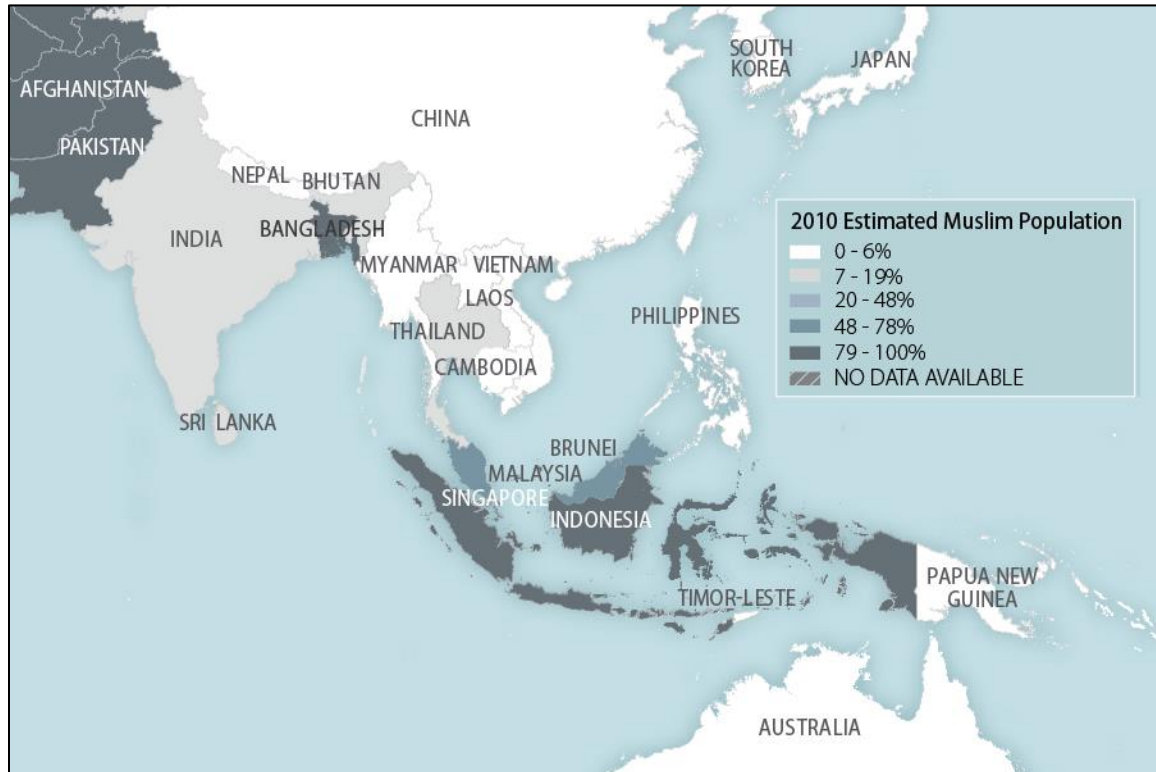 SOUTH
KOREA
JAPAN
AFGHANISTAN
CHINA
PAKISTAN
NEPAL
BHUTAN
INDIA
BANGLADESH
MYANMAR
VIETNAM
LAOS
THAILAND
PHILIPPINES
CAMBODIA
SRI LANKA
BRUNEI
MALAYSIA
SINGAPORE
INDONESIA
TIMOR-LESTE
PAPUA NEW
GUINEA
AUSTRALIA
2010 Estimated Muslim Population
0 - 6%
7 - 19%
20 - 48%
48 - 78%
79 - 100%
NO DATA AVAILABLE